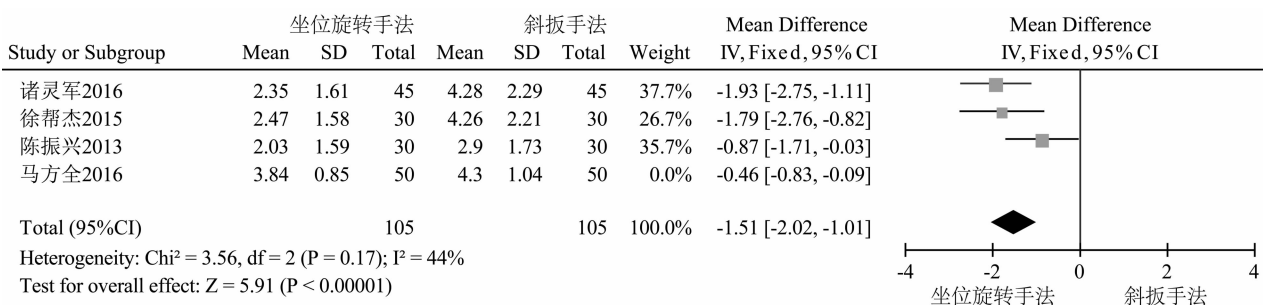 坐位旋转手法 斜扳手法 Mean Difference Mean Difference
Study or Subgroup Mean SD Total Mean SD Total Weight IV, Fixed, 95% CI IV, Fixed, 95% CI
诸灵军2016 2.35 1.61 45 4.28 2.29 45 37.7% -1.93 [-2.75, -1.11]
徐帮杰2015 2.47 1.58 30 4.26 2.21 30 26.7% -1.79 [-2.76, -0.82]
陈振兴2013 2.03 1.59 30 2.9 1.73 30 35.7% -0.87 [-1.71, -0.03]
马方全2016 3.84 0.85 50 4.3 1.04 50 0.0% -0.46 [-0.83, -0.09]
Total (95%CI) 105 105 100.0% -1.51 [-2.02, -1.01]
Heterogeneity: Chi² = 3.56, df = 2 (P = 0.17); I² = 44%
Test for overall effect: Z = 5.91 (P < 0.00001)
-4 -2 0 2 4
坐位旋转手法 斜扳手法